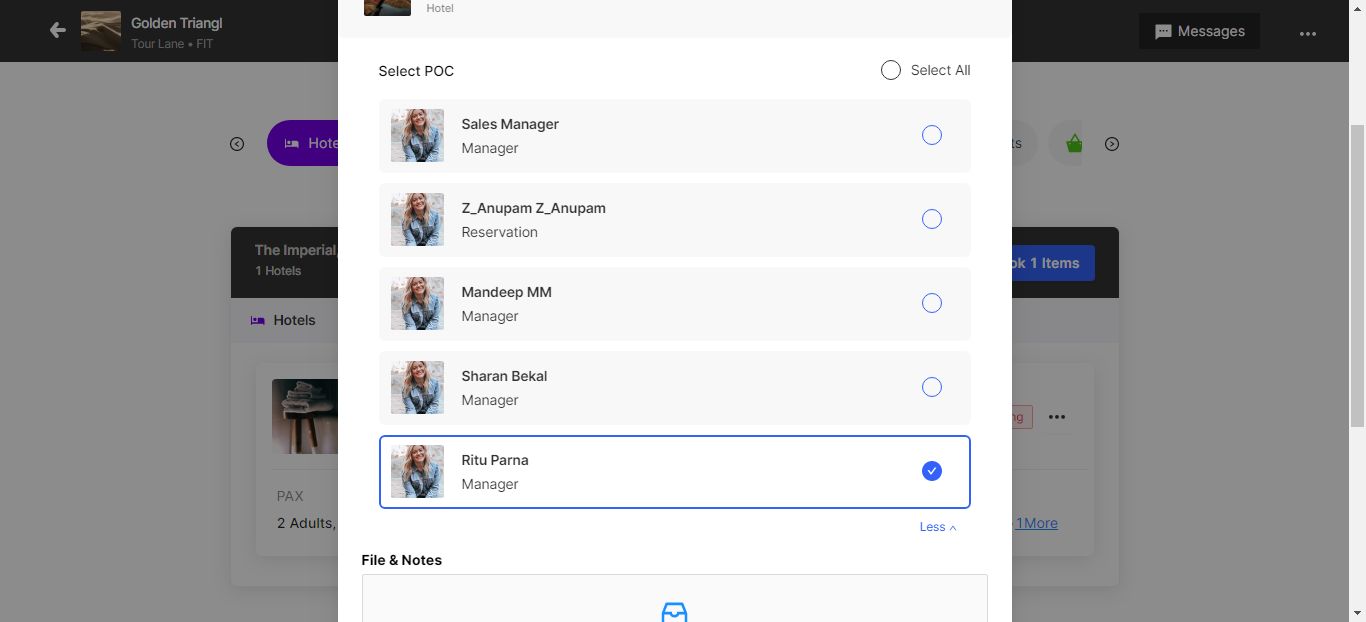 Golden Triangl
Tour Lane • FIT
Hotel
Messages
Select POC
Select All
Sales Manager
Manager
Z_Anupam Z_Anupam
Reservation
Mandeep MM
Manager
Sharan Bekal
Manager
Ritu Parna
Manager
Less
File & Notes
Hote
ts
The Imperial,
1 Hotels
ok 1 Items
Hotels
ng
PAX
2 Adults,
1More